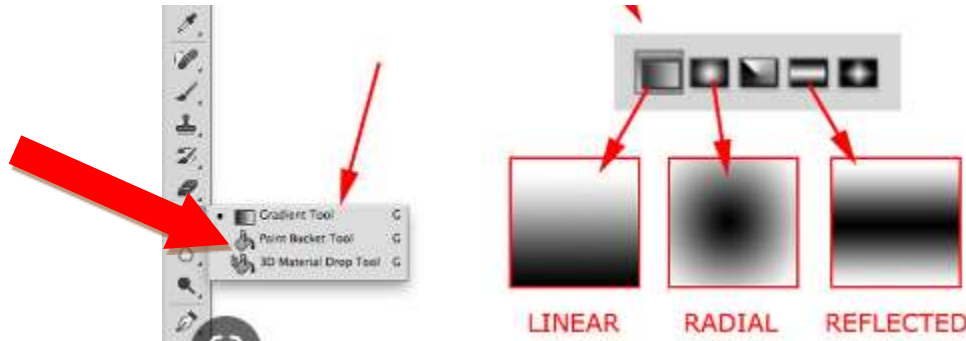 Gradient Tool G
Paint Bucket Tool G
3D Material Drop Tool G
LINEAR RADIAL REFLECTED